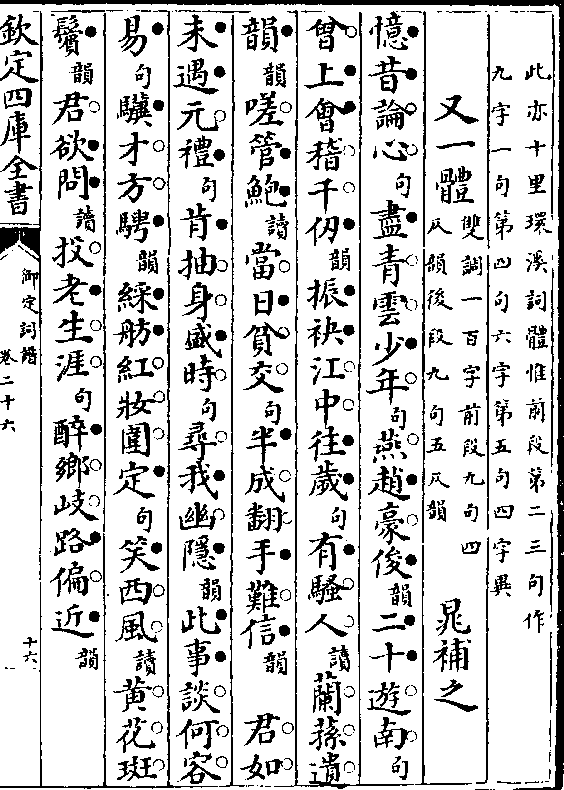 此亦十里環溪詞體惟前段第二三句作
九字一句第四句六字第五句四字異
又一體
雙調一百字前段九句四
仄韻後段九句五仄韻
晁補之
憶昔論心句盡青雲少年句燕趙豪俊韻二十遊南句
曾上會稽千仞韻振袂江中往歲句有騷人讀蘭蓀遺
韻韻嗟管鮑讀當日貧交句半成翻手難信韻 君如
未遇元禮句肯抽身盛時句尋我幽隱韻此事談何容
易句驥才方騁韻綵舫紅妝圍定句笑西風讀黃花斑
鬢韻君欲問讀投老生涯句醉鄉岐路偏近韻
欽定四庫全書
御定詞譜
卷二十六
十六